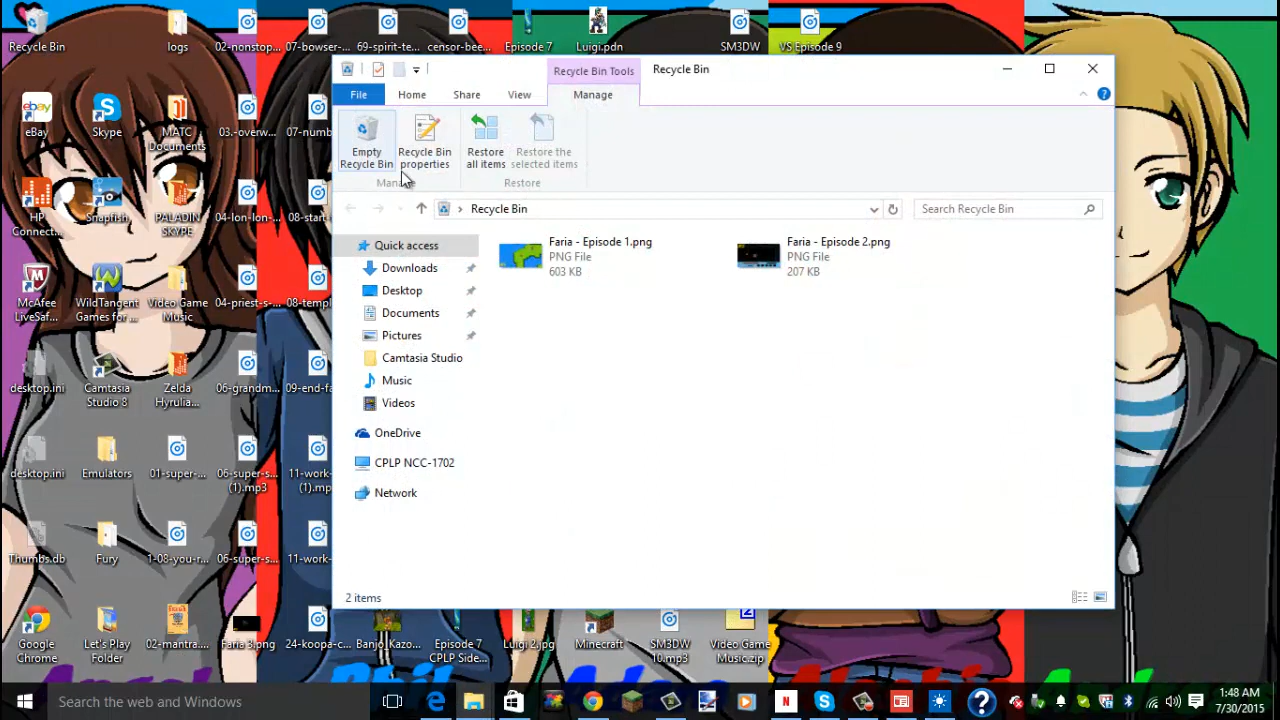 Recycle Bin
logs
02-nonstop...
07-bowser-...
69-spirit-te...
censor-bee...
Episode 7
Luigi.pdn
SM3DW
VS Episode 9
Recycle Bin Tools
Recycle Bin
File
Home
Share
View
Manage
Empty
Recycle Bin
Recycle Bin
properties
Restore
all items
Restore the
selected items
Restore
Recycle Bin
Search Recycle Bin
Quick access
Downloads
Desktop
Documents
Pictures
Camtasia Studio
Music
Videos
OneDrive
CPLP NCC-1702
Network
Faria - Episode 1.png
PNG File
603 KB
Faria - Episode 2.png
PNG File
207 KB
2 items
eBay
Skype
MATC
Documents
03.-overw...
07-numb
HP
Connect...
Snapfish
PALADIN
SKYPE
04-lon-lon...
08-start
McAfee
LiveSaf...
WildTangent
Games for ...
Video Game
Music
04-priest-s-...
08-templ
desktop.ini
Camtasia
Studio 8
Zelda
Hyrulia...
06-grandm...
09-end-fa
desktop.ini
Emulators
01-super-...
06-super-s...
(1).mp3
11-work-
(1).mp
Thumbs.db
Fury
1-08-you-r...
06-super-s...
11-work-
Google
Chrome
Let's Play
Folder
02-mantra....
Faria 3.png
24-koopa-c...
Banjo_Kazo...
Episode 7
CPLP Side...
Luigi 2.jpg
Minecraft
SM3DW
10.mp3
Video Game
Music.zip
Angel
Phil
Search the web and Windows
1:48 AM
7/30/2015